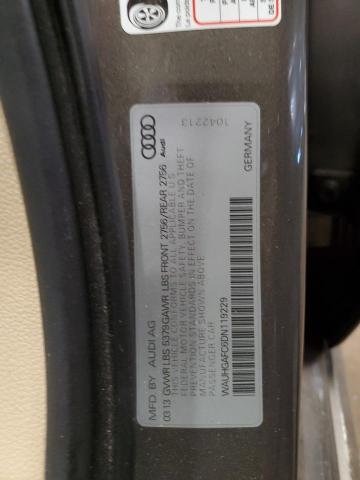 MFD. BY AUDI AG
03.13 GVWR LBS 5379 GAWR LBS FRONT 2756/REAR 2756
THIS VEHICLE CONFORMS TO ALL APPLICABLE U.S.
FEDERAL MOTOR VEHICLE SAFETY, BUMPER AND THEFT
PREVENTION STANDARDS IN EFFECT ON THE DATE OF
MANUFACTURE SHOWN ABOVE.
PASSENGER CAR
WAUHGAFC6DN119229
GERMANY
Audi
1042213